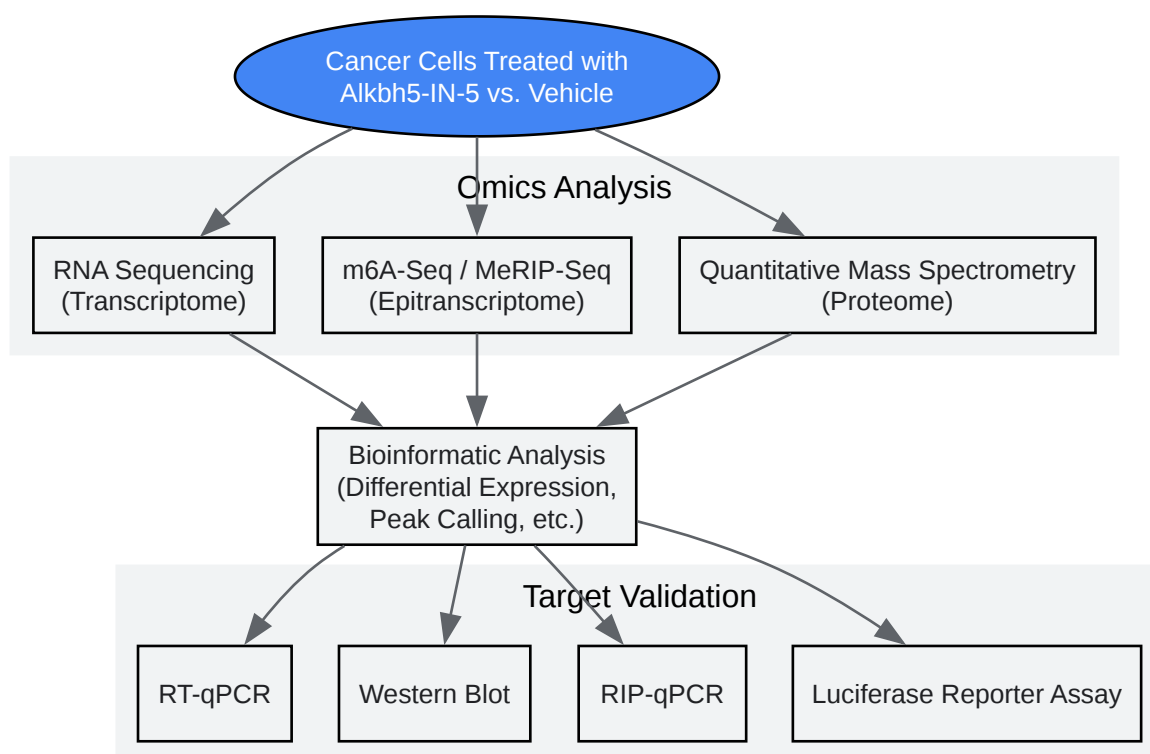 Cancer Cells Treated with
Alkbh5-IN-5 vs. Vehicle
Omics Analysis
RNA Sequencing
(Transcriptome)
m6A-Seq / MeRIP-Seq
(Epitranscriptome)
Quantitative Mass Spectrometry
(Proteome)
Bioinformatic Analysis
(Differential Expression,
Peak Calling, etc.)
Target Validation
RT-qPCR
Western Blot
RIP-qPCR
Luciferase Reporter Assay